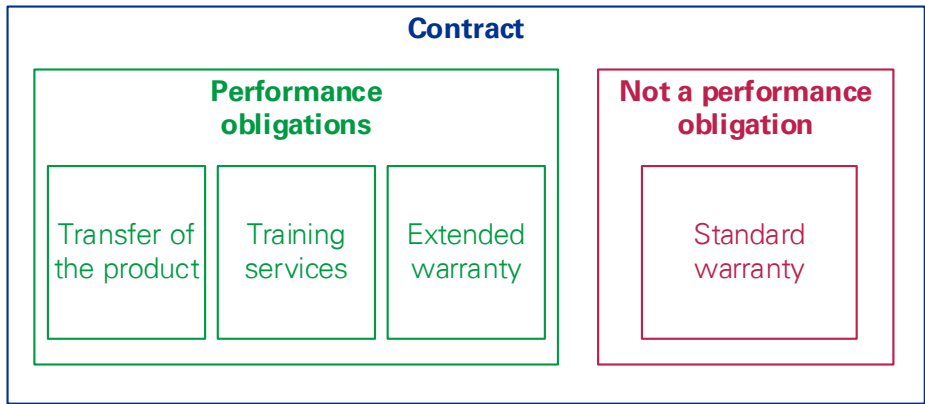 Contract
Performance
obligations
Not a performance
obligation
Transfer of
the product
Training
services
Extended
warranty
Standard
warranty